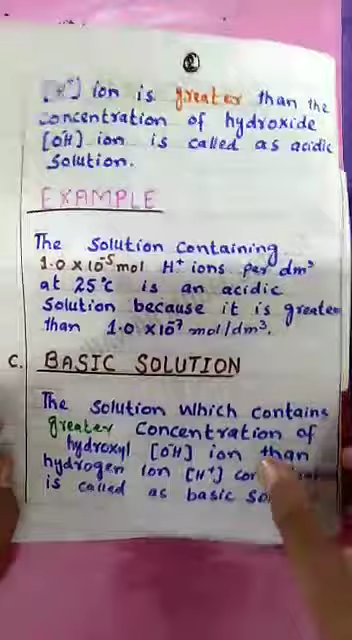 2
[H⁺] ion is greater than the
concentration of hydroxide
[OH] ion is called as acidic
Solution.
EXAMPLE
The Solution containing
1.0 x 10⁻⁵ mol H⁺ ions per dm³
at 25°c is an acidic
Solution because it is greater
than 1.0 x10⁻⁷ mol/dm³.
C. BASIC SOLUTION
The Solution which contains
greater concentration of
hydroxyl [OH] ion than
hydrogen ion [H⁺]
is called as basic